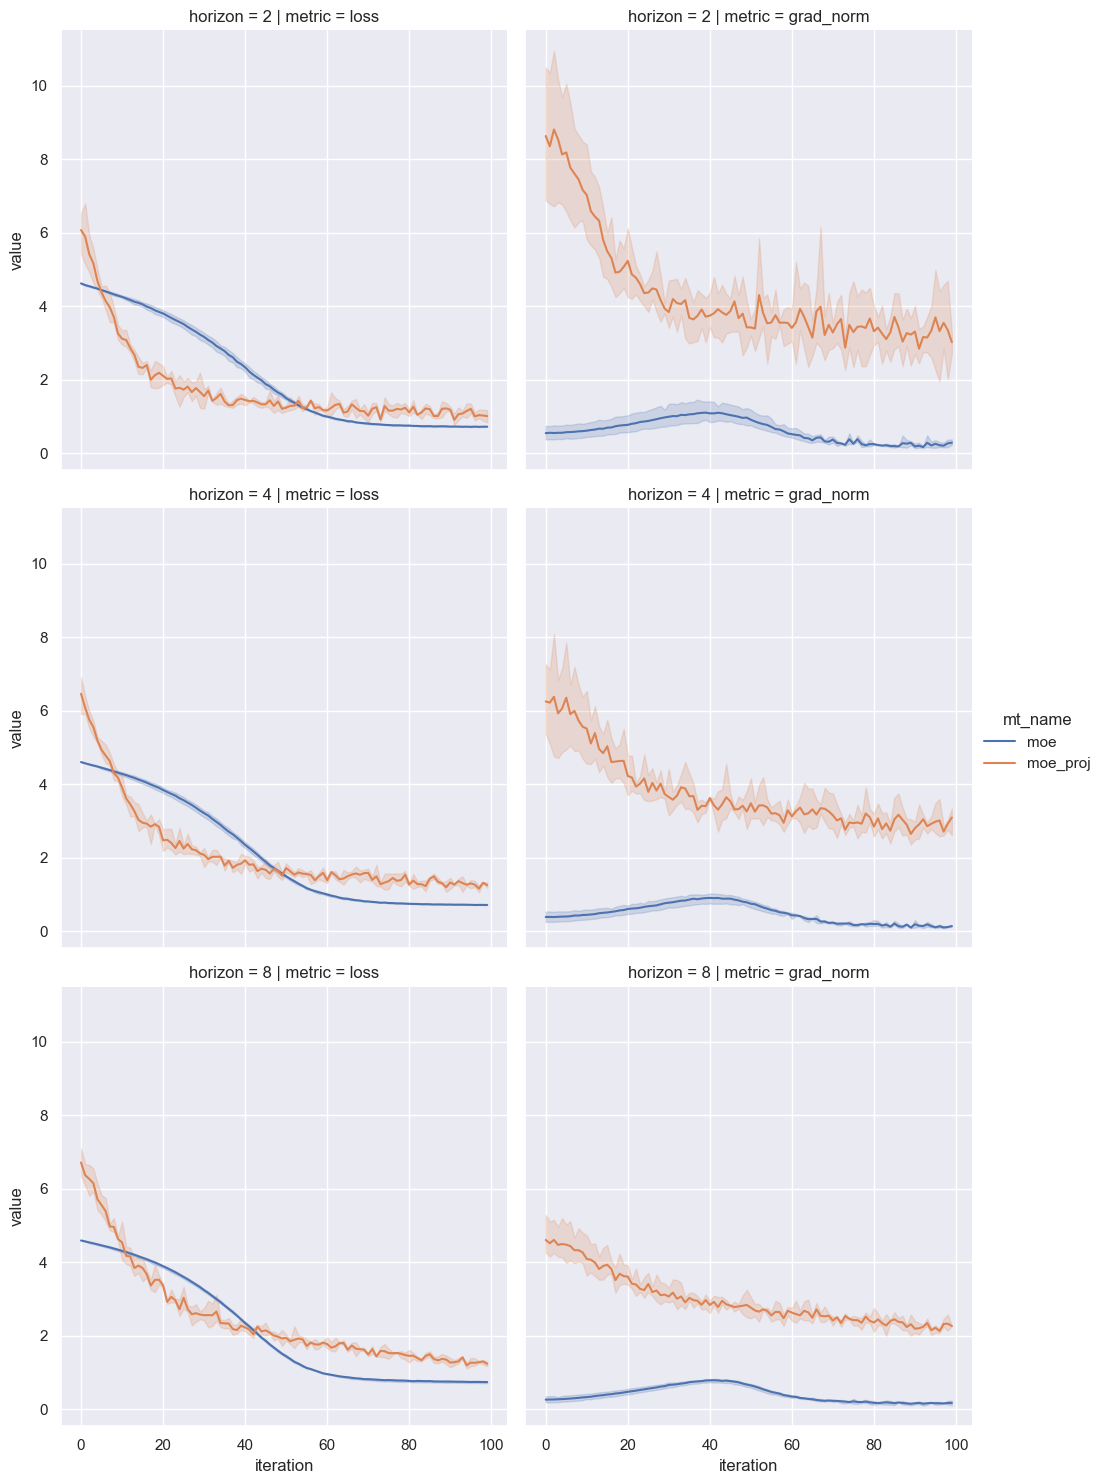 horizon = 2 | metric = loss
horizon = 2 | metric = grad_norm
10
8
6
4
2
0
value
horizon = 4 | metric = loss
horizon = 4 | metric = grad_norm
10
8
6
4
2
0
value
mt_name
moe
moe_proj
horizon = 8 | metric = loss
horizon = 8 | metric = grad_norm
10
8
6
4
2
0
value
0 20 40 60 80 100
0 20 40 60 80 100
iteration
iteration